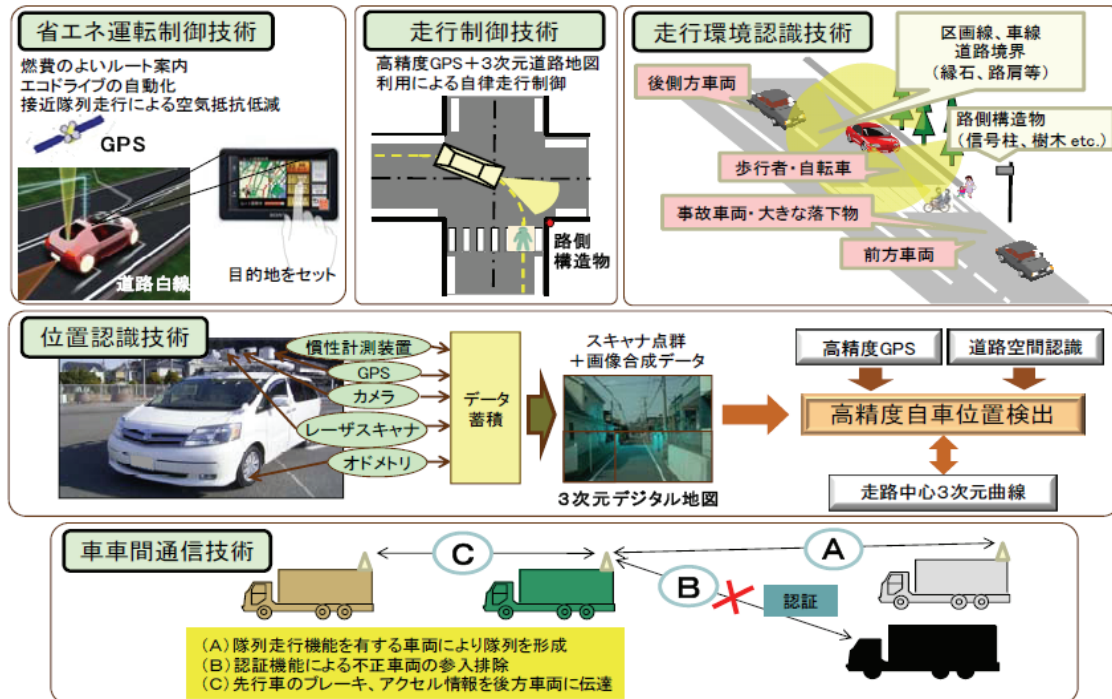 省エネ運転制御技術
燃費のよいルート案内
エコドライブの自動化
接近隊列走行による空気抵抗低減
GPS
道路白線
目的地をセット
走行制御技術
高精度GPS＋3次元道路地図
利用による自律走行制御
路側
構造物
走行環境認識技術
区画線、車線
道路境界
(縁石、路肩等)
後側方車両
路側構造物
(信号柱、樹木 etc.)
歩行者・自転車
事故車両・大きな落下物
前方車両
位置認識技術
慣性計測装置
GPS
カメラ
レーザスキャナ
オドメトリ
データ
蓄積
スキャナ点群
＋画像合成データ
3次元デジタル地図
高精度GPS
道路空間認識
高精度自車位置検出
走路中心3次元曲線
車車間通信技術
C
A
B
認証
(A)隊列走行機能を有する車両により隊列を形成
(B)認証機能による不正車両の参入排除
(C)先行車のブレーキ、アクセル情報を後方車両に伝達